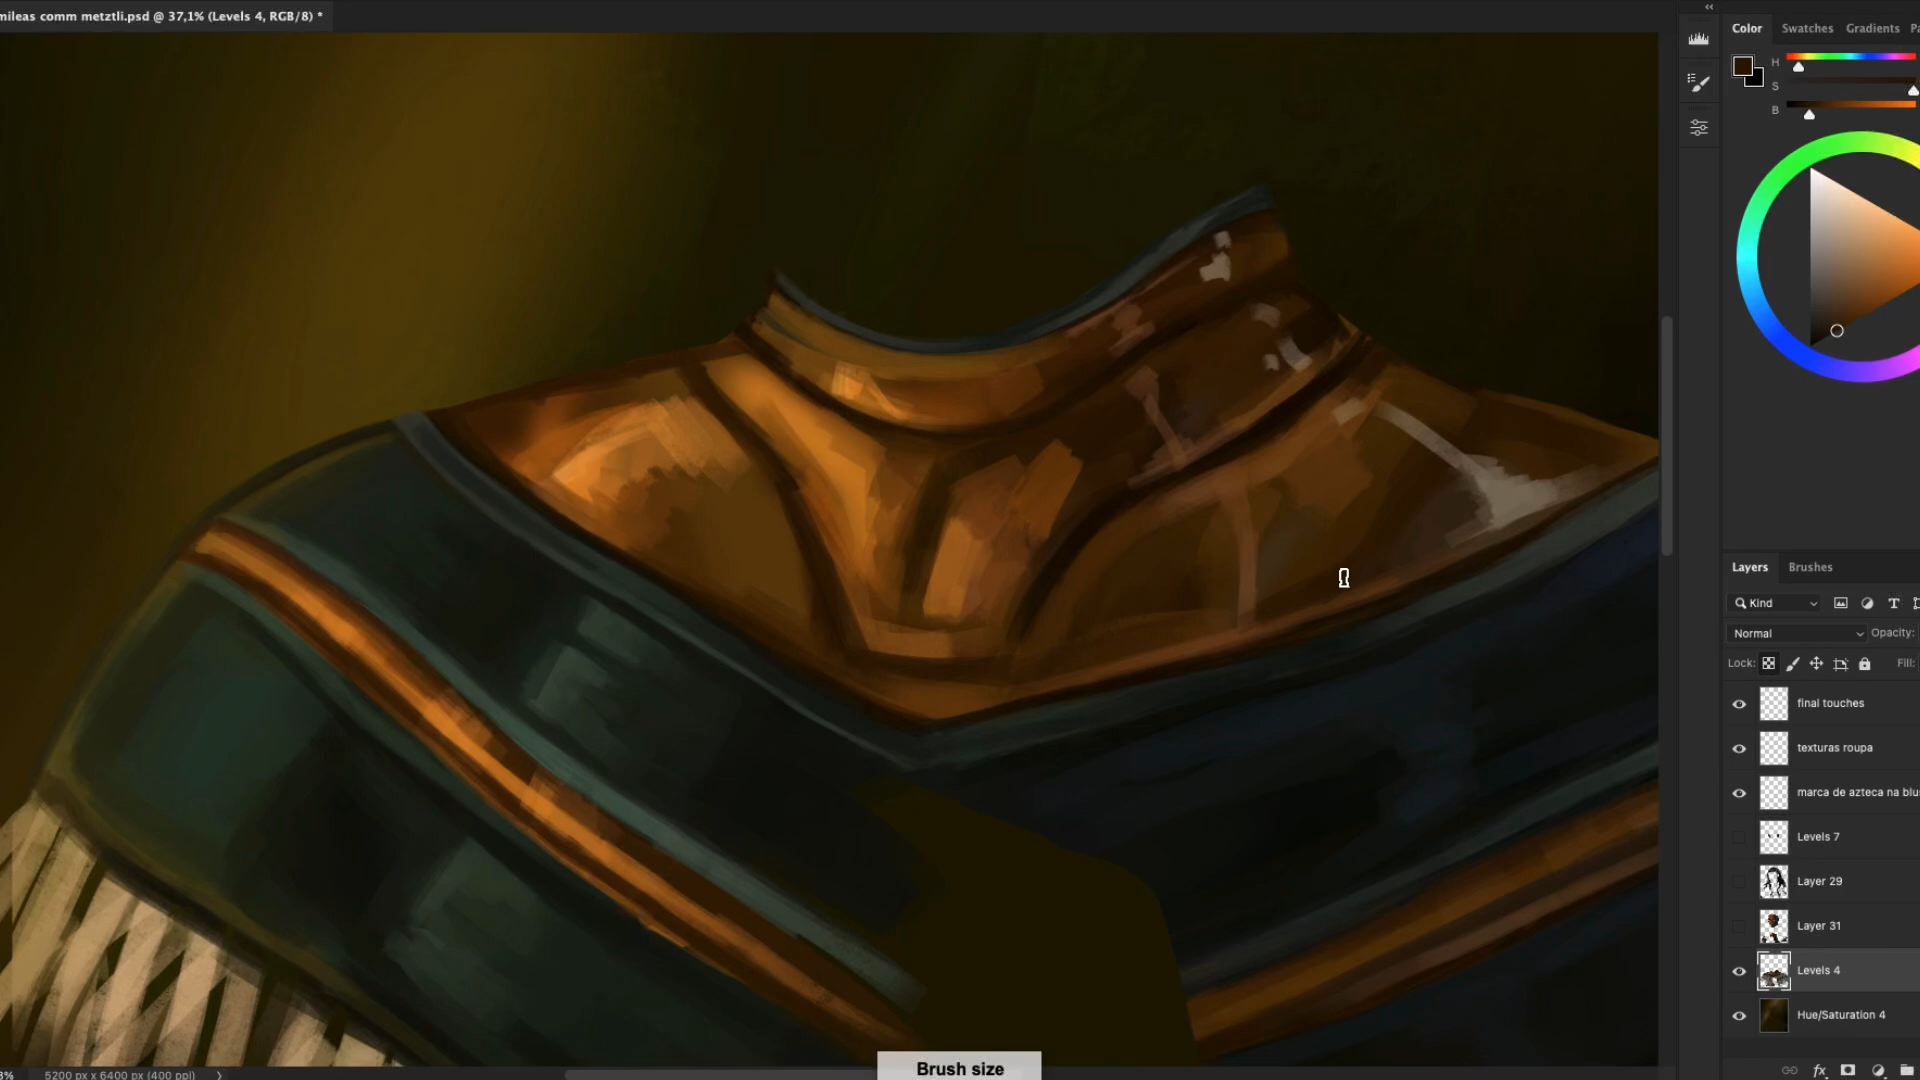 mileas comm metztli.psd @ 37,1% (Levels 4, RGB/8) *
Color Swatches Gradients
H
S
B
Layers Brushes
Kind
Normal Opacity:
Lock: Fill:
final touches
texturas roupa
marca de azteca na blus
Levels 7
Layer 29
Layer 31
Levels 4
Hue/Saturation 4
fx
5200 px x 6400 px (400 ppi)
Brush size